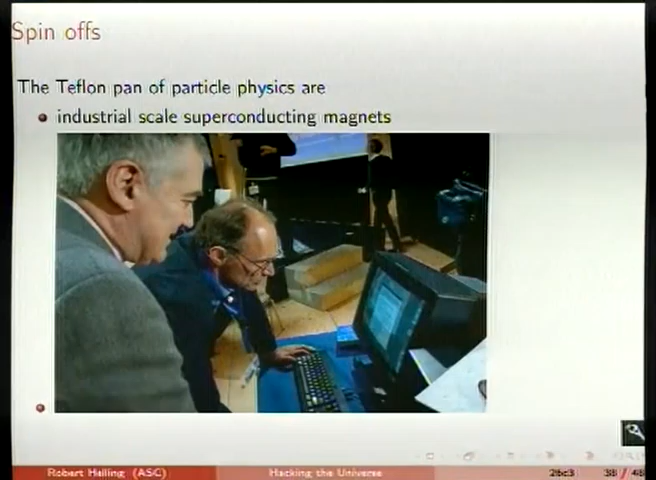 Spin offs
The Teflon pan of particle physics are
industrial scale superconducting magnets
Robert Helling (ASC)
Hacking the Universe
26c3
38 / 48